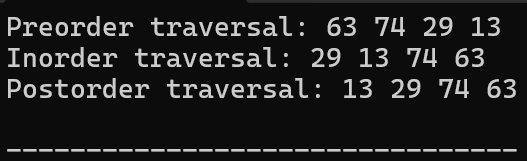 Preorder traversal: 63 74 29 13
Inorder traversal: 29 13 74 63
Postorder traversal: 13 29 74 63
--------------------------------